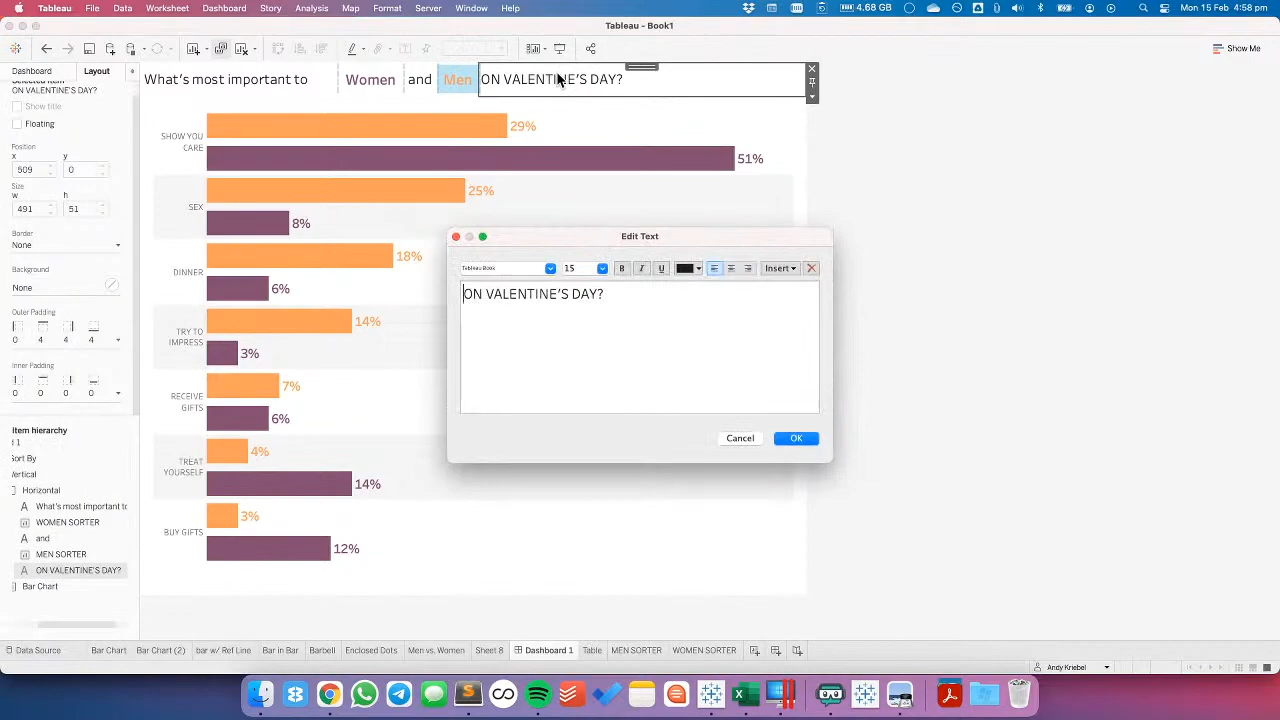 Tableau File Data Worksheet Dashboard Story Analysis Map Format Server Window Help 4.68 GB Mon 15 Feb 4:58 pm
Tableau - Book1
Show Me
Dashboard Layout
Selected item
ON VALENTINE'S DAY?
Show title
Floating
Position
x y
509 0
Size
w h
491 51
Border
None
Background
None
Outer Padding
0 4 4 4
Inner Padding
0 0 0 0
Item hierarchy
Sort By
Vertical
Horizontal
What's most important to
WOMEN SORTER
and
MEN SORTER
ON VALENTINE'S DAY?
Bar Chart
What's most important to Women and Men ON VALENTINE'S DAY?
SHOW YOU
CARE
29%
51%
SEX
25%
8%
DINNER
18%
6%
TRY TO
IMPRESS
14%
3%
RECEIVE
GIFTS
7%
6%
TREAT
YOURSELF
4%
14%
BUY GIFTS
3%
12%
Edit Text
Tableau Book 15 B I U Insert
ON VALENTINE'S DAY?
Cancel OK
Data Source Bar Chart Bar Chart (2) bar w/ Ref Line Bar in Bar Barbell Enclosed Dots Men vs. Women Sheet 8 Dashboard 1 Table MEN SORTER WOMEN SORTER
Andy Kriebel